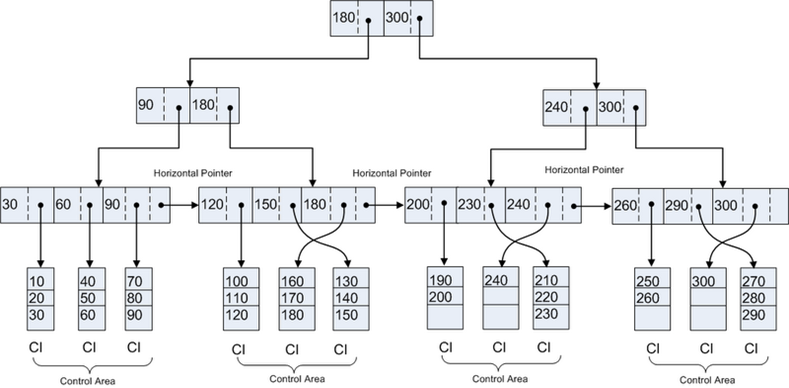 180 300
90 180
240 300
Horizontal Pointer
Horizontal Pointer
Horizontal Pointer
30 60 90
120 150 180
200 230 240
260 290 300
10 40 70
20 50 80
30 60 90
100 160 130
110 170 140
120 180 150
190 240 210
200 220
230
250 300 270
260 280
290
CI CI CI
CI CI CI
CI CI CI
CI CI CI
Control Area
Control Area
Control Area
Control Area